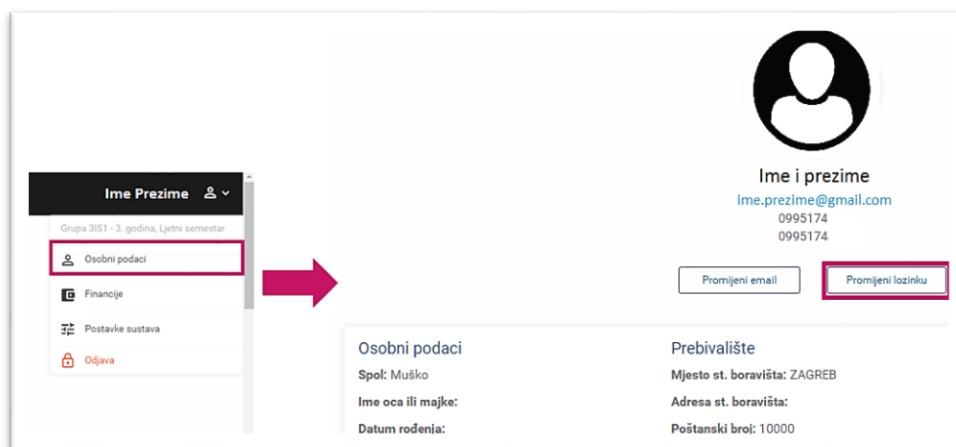 Ime Prezime
Grupa 3IS1 - 3. godina, Ljetni semestar
Osobni podaci
Financije
Postavke sustava
Odjava
Ime i prezime
ime.prezime@gmail.com
0995174
0995174
Promijeni email
Promijeni lozinku
Osobni podaci
Spol: Muško
Ime oca ili majke:
Datum rođenja:
Prebivalište
Mjesto st. boravišta: ZAGREB
Adresa st. boravišta:
Poštanski broj: 10000